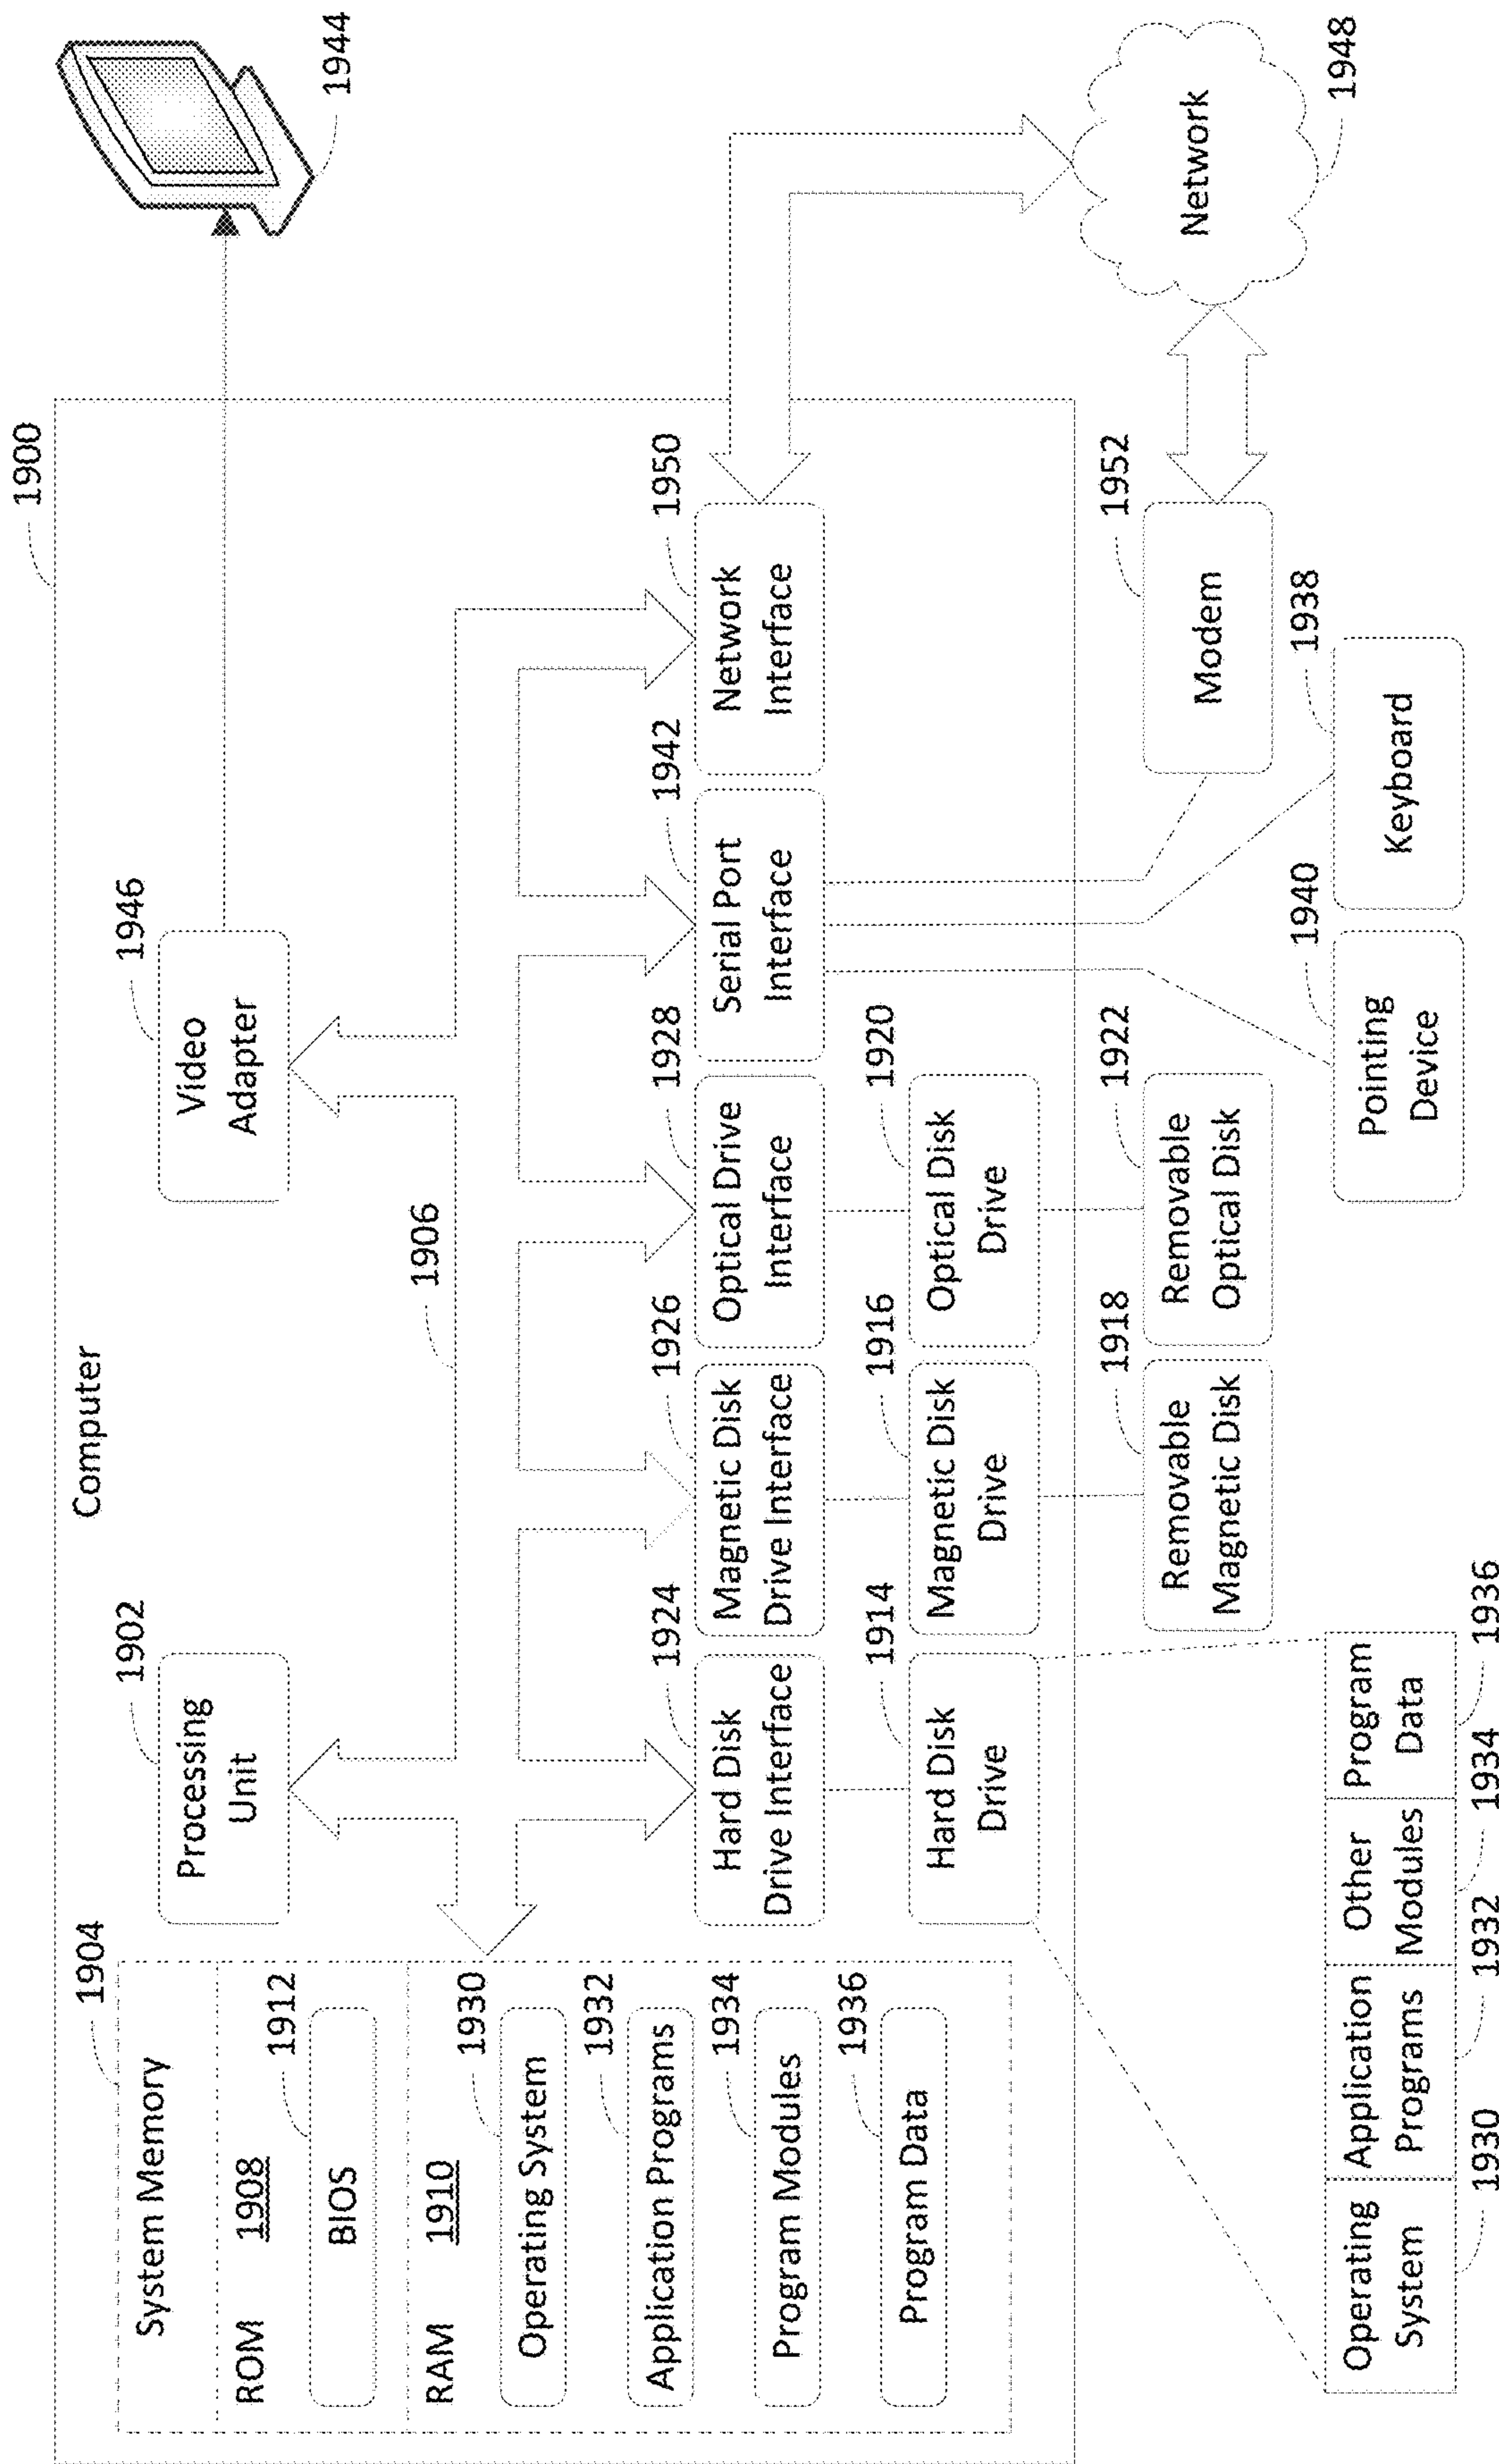 1900
Computer
1904
System Memory
ROM 1908
1912
BIOS
RAM 1910
1930
Operating System
1932
Application Programs
1934
Program Modules
1936
Program Data
1902
Processing
Unit
1946
Video
Adapter
1944
1906
1924
Hard Disk
Drive Interface
1926
Magnetic Disk
Drive Interface
1928
Optical Drive
Interface
1942
Serial Port
Interface
1950
Network
Interface
1914
Hard Disk
Drive
1916
Magnetic Disk
Drive
1920
Optical Disk
Drive
1918
Removable
Magnetic Disk
1922
Removable
Optical Disk
1952
Modem
Network
1948
1940
Pointing
Device
1938
Keyboard
Operating
System
Application
Programs
Other
Modules
Program
Data
1930
1932
1934
1936